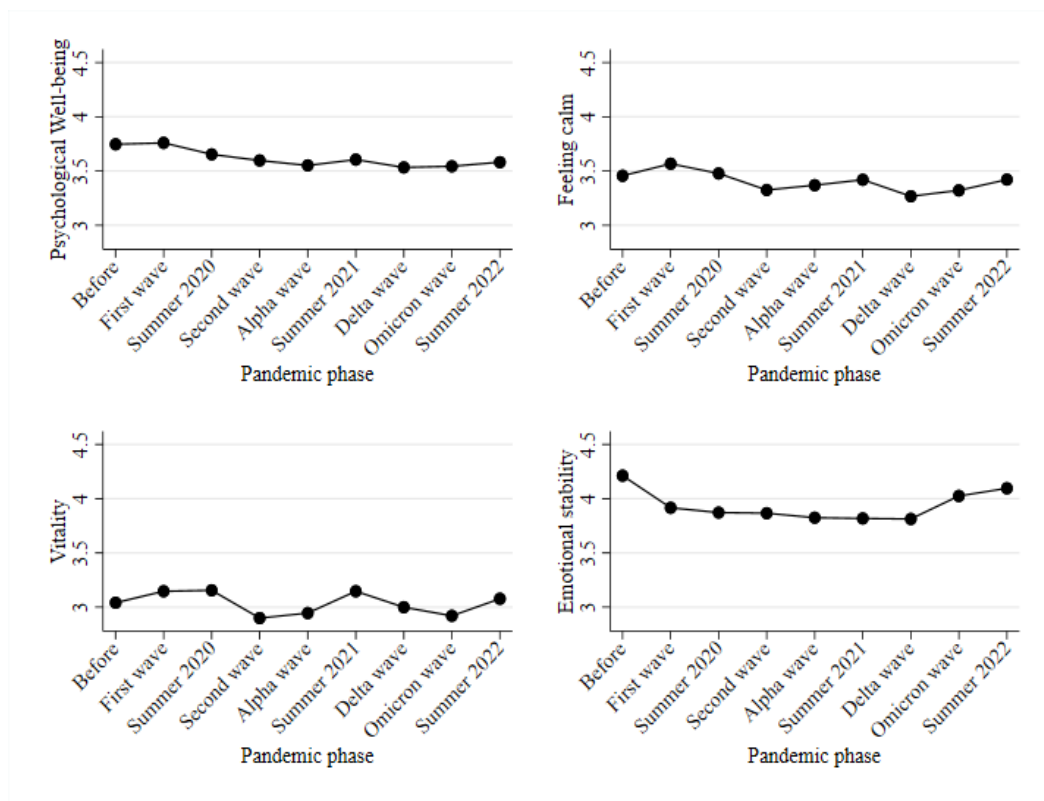 Psychological Well-being
4.5
4
3.5
3
Before
First wave
Summer 2020
Second wave
Alpha wave
Summer 2021
Delta wave
Omicron wave
Summer 2022
Pandemic phase
Feeling calm
4.5
4
3.5
3
Before
First wave
Summer 2020
Second wave
Alpha wave
Summer 2021
Delta wave
Omicron wave
Summer 2022
Pandemic phase
Vitality
4.5
4
3.5
3
Before
First wave
Summer 2020
Second wave
Alpha wave
Summer 2021
Delta wave
Omicron wave
Summer 2022
Pandemic phase
Emotional stability
4.5
4
3.5
3
Before
First wave
Summer 2020
Second wave
Alpha wave
Summer 2021
Delta wave
Omicron wave
Summer 2022
Pandemic phase